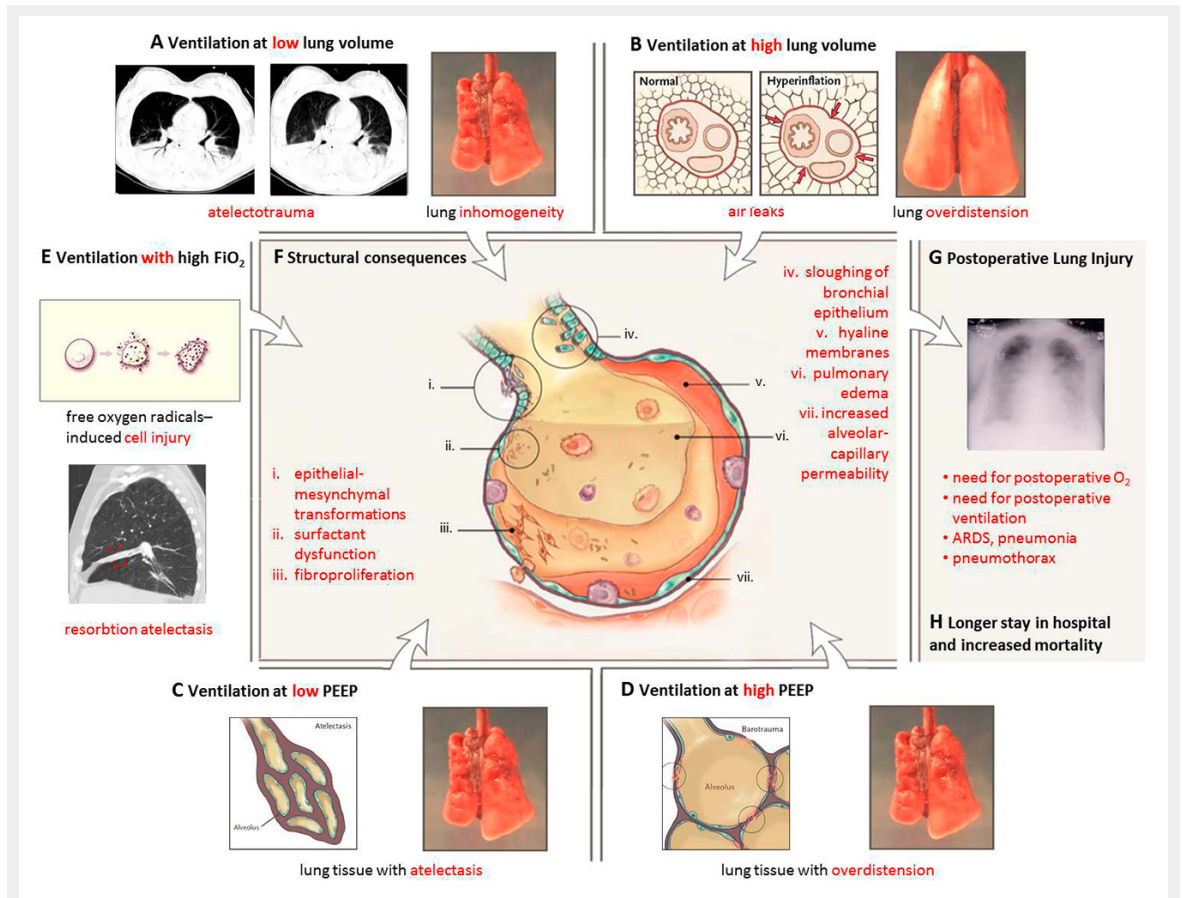 A Ventilation at low lung volume
atelectotrauma
lung inhomogeneity
B Ventilation at high lung volume
Normal
Hyperinflation
air leaks
lung overdistension
E Ventilation with high FiO2
free oxygen radicals–
induced cell injury
resorbtion atelectasis
F Structural consequences
i.
ii.
iii.
iv.
v.
vi.
vii.
i. epithelial-
mesynchymal
transformations
ii. surfactant
dysfunction
iii. fibroproliferation
iv. sloughing of
bronchial
epithelium
v. hyaline
membranes
vi. pulmonary
edema
vii. increased
alveolar-
capillary
permeability
G Postoperative Lung Injury
• need for postoperative O2
• need for postoperative
ventilation
• ARDS, pneumonia
• pneumothorax
H Longer stay in hospital
and increased mortality
C Ventilation at low PEEP
Atelectasis
Alveolus
lung tissue with atelectasis
D Ventilation at high PEEP
Barotrauma
Alveolus
lung tissue with overdistension